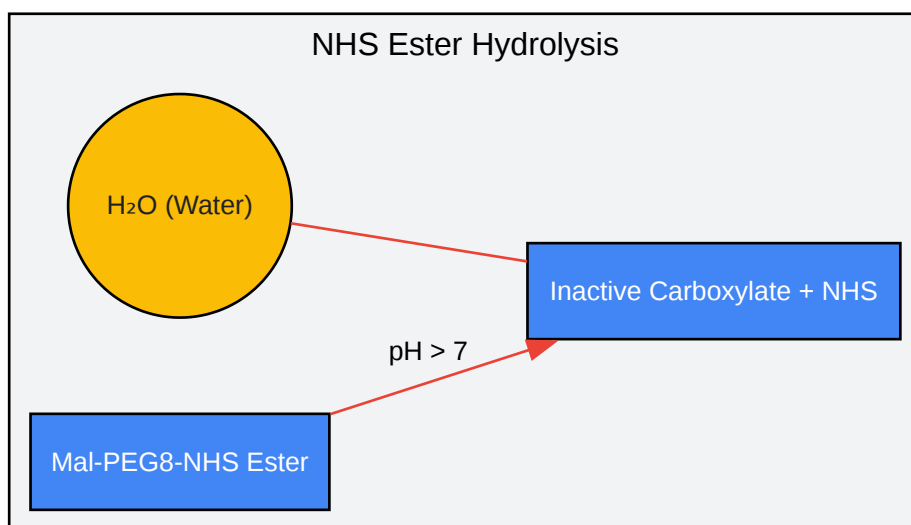 NHS Ester Hydrolysis
H₂O (Water)
Inactive Carboxylate + NHS
pH > 7
Mal-PEG8-NHS Ester